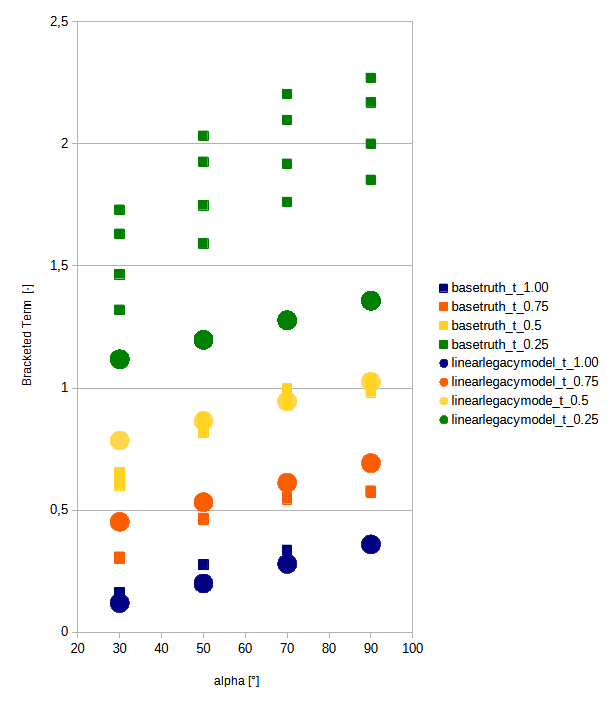 2,5
2
1,5
1
0,5
0
20 30 40 50 60 70 80 90 100
Bracketed Term [-]
alpha [°]
basetruth_t_1.00
basetruth_t_0.75
basetruth_t_0.5
basetruth_t_0.25
linearlegacymodel_t_1.00
linearlegacymodel_t_0.75
linearlegacymode_t_0.5
linearlegacymodel_t_0.25